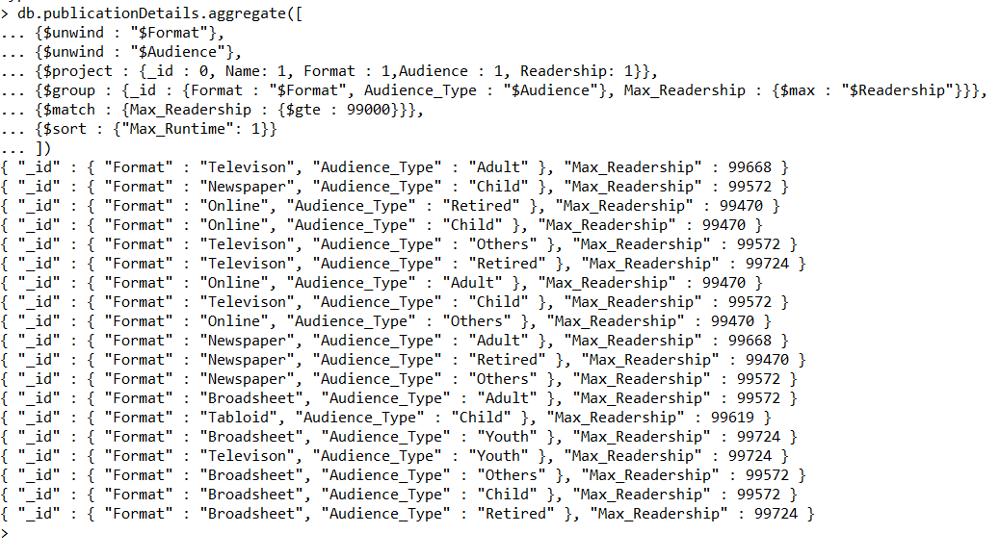 > db.publicationDetails.aggregate([
... {$unwind : "$Format"},
... {$unwind : "$Audience"},
... {$project : {_id : 0, Name: 1, Format : 1,Audience : 1, Readership: 1}},
... {$group : {_id : {Format : "$Format", Audience_Type : "$Audience"}, Max_Readership : {$max : "$Readership"}}},
... {$match : {Max_Readership : {$gte : 99000}}},
... {$sort : {"Max_Runtime": 1}}
... ])
{ "_id" : { "Format" : "Televison", "Audience_Type" : "Adult" }, "Max_Readership" : 99668 }
{ "_id" : { "Format" : "Newspaper", "Audience_Type" : "Child" }, "Max_Readership" : 99572 }
{ "_id" : { "Format" : "Online", "Audience_Type" : "Retired" }, "Max_Readership" : 99470 }
{ "_id" : { "Format" : "Online", "Audience_Type" : "Child" }, "Max_Readership" : 99470 }
{ "_id" : { "Format" : "Televison", "Audience_Type" : "Others" }, "Max_Readership" : 99572 }
{ "_id" : { "Format" : "Televison", "Audience_Type" : "Retired" }, "Max_Readership" : 99724 }
{ "_id" : { "Format" : "Online", "Audience_Type" : "Adult" }, "Max_Readership" : 99470 }
{ "_id" : { "Format" : "Televison", "Audience_Type" : "Child" }, "Max_Readership" : 99572 }
{ "_id" : { "Format" : "Online", "Audience_Type" : "Others" }, "Max_Readership" : 99470 }
{ "_id" : { "Format" : "Newspaper", "Audience_Type" : "Adult" }, "Max_Readership" : 99668 }
{ "_id" : { "Format" : "Newspaper", "Audience_Type" : "Retired" }, "Max_Readership" : 99470 }
{ "_id" : { "Format" : "Newspaper", "Audience_Type" : "Others" }, "Max_Readership" : 99572 }
{ "_id" : { "Format" : "Broadsheet", "Audience_Type" : "Adult" }, "Max_Readership" : 99572 }
{ "_id" : { "Format" : "Tabloid", "Audience_Type" : "Child" }, "Max_Readership" : 99619 }
{ "_id" : { "Format" : "Broadsheet", "Audience_Type" : "Youth" }, "Max_Readership" : 99724 }
{ "_id" : { "Format" : "Televison", "Audience_Type" : "Youth" }, "Max_Readership" : 99724 }
{ "_id" : { "Format" : "Broadsheet", "Audience_Type" : "Others" }, "Max_Readership" : 99572 }
{ "_id" : { "Format" : "Broadsheet", "Audience_Type" : "Child" }, "Max_Readership" : 99572 }
{ "_id" : { "Format" : "Broadsheet", "Audience_Type" : "Retired" }, "Max_Readership" : 99724 }
>